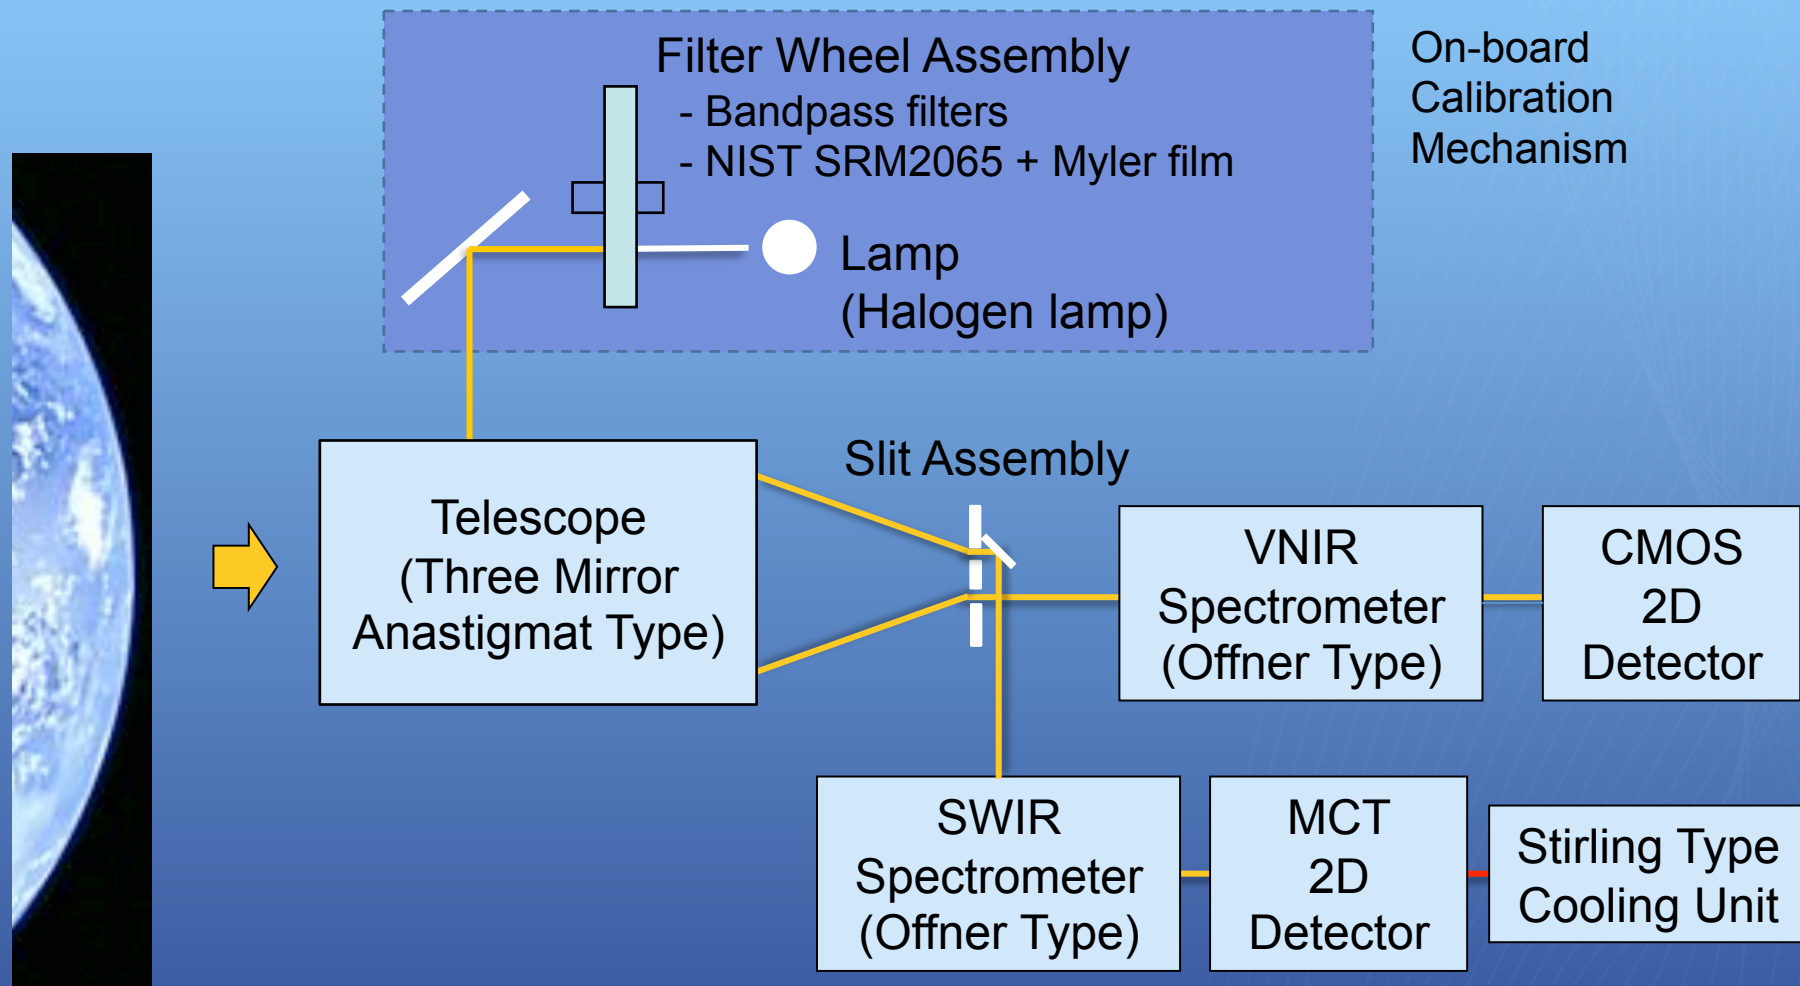 Filter Wheel Assembly
- Bandpass filters
- NIST SRM2065 + Myler film
Lamp
(Halogen lamp)
On-board
Calibration
Mechanism
Telescope
(Three Mirror
Anastigmat Type)
Slit Assembly
VNIR
Spectrometer
(Offner Type)
CMOS
2D
Detector
SWIR
Spectrometer
(Offner Type)
MCT
2D
Detector
Stirling Type
Cooling Unit